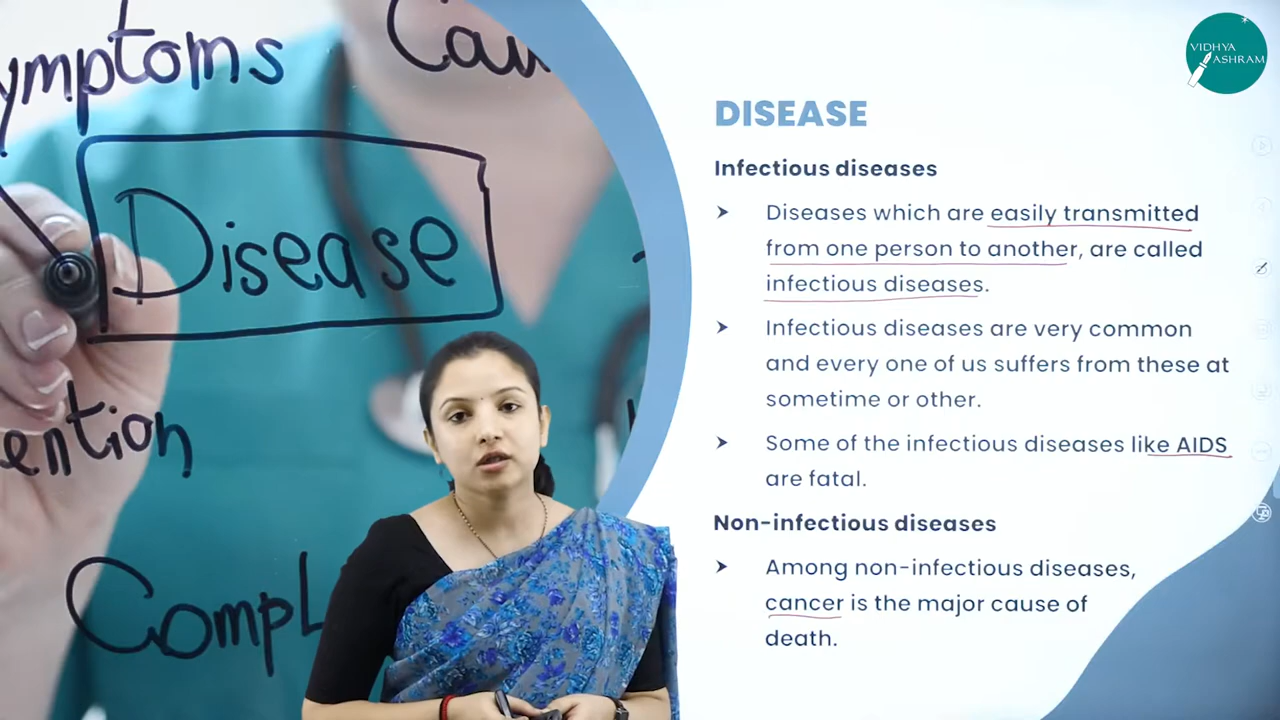 ymptoms
Cau
Disease
ention
Compl
VIDHYA
ASHRAM
DISEASE
Infectious diseases
Diseases which are easily transmitted
from one person to another, are called
infectious diseases.
Infectious diseases are very common
and every one of us suffers from these at
sometime or other.
Some of the infectious diseases like AIDS
are fatal.
Non-infectious diseases
Among non-infectious diseases,
cancer is the major cause of
death.